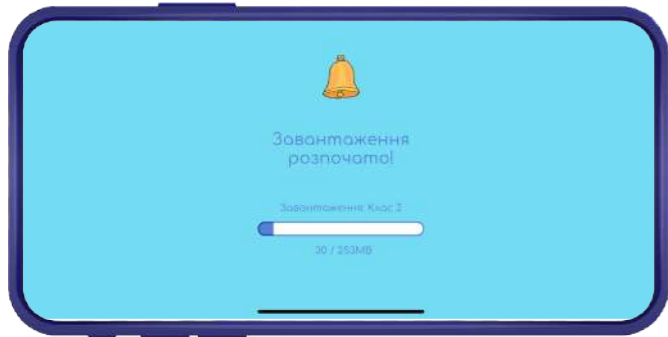 Завантаження
розпочато!
Завантаження: Клас 2
30 / 253MB